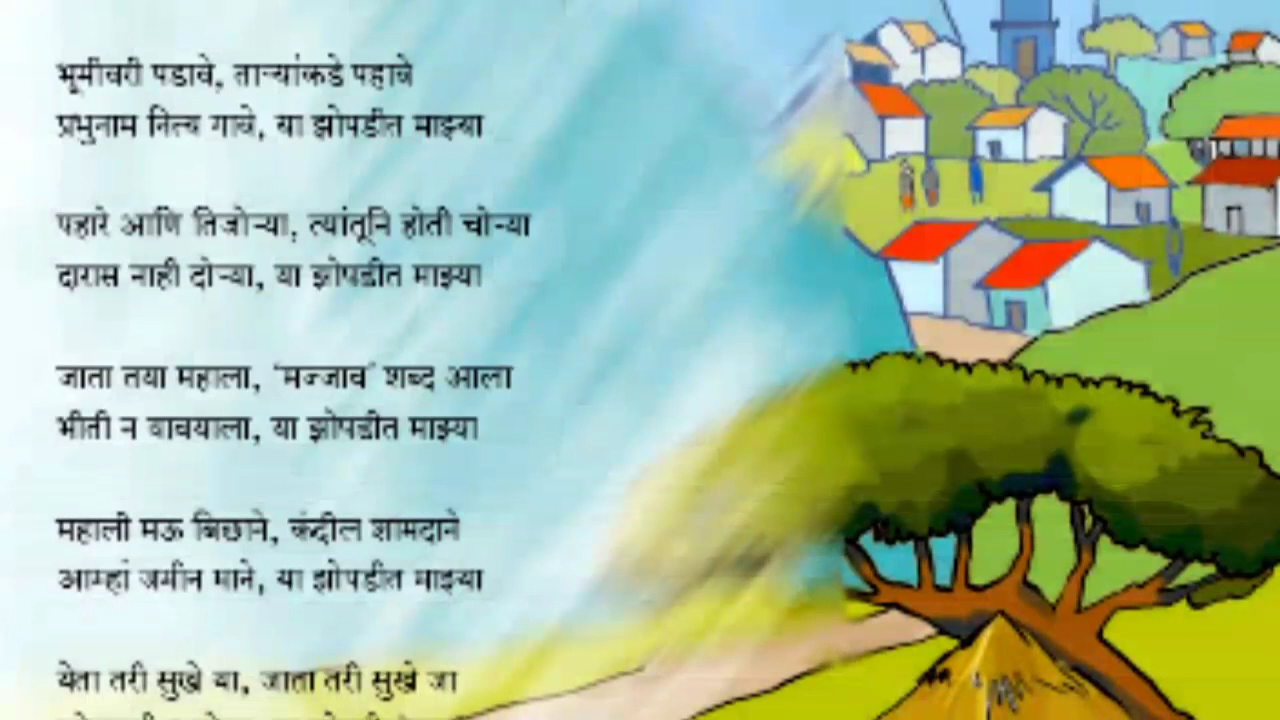 भूमीवरी पडावे, ताऱ्यांकडे पहावे
प्रभुनाम नित्य गावे, या झोपडीत माझ्या
पहारे आणि तिजोऱ्या, त्यांतूनि होती चोऱ्या
दारास नाही दोऱ्या, या झोपडीत माझ्या
जाता तया महाला, 'मज्जाव' शब्द आला
भीती न वाचयाला, या झोपडीत माझ्या
महाली मऊ बिछाने, कंदील शामदाने
आम्हां जमीन माने, या झोपडीत माझ्या
येता तरी सुखे या, जाता तरी सुखे जा